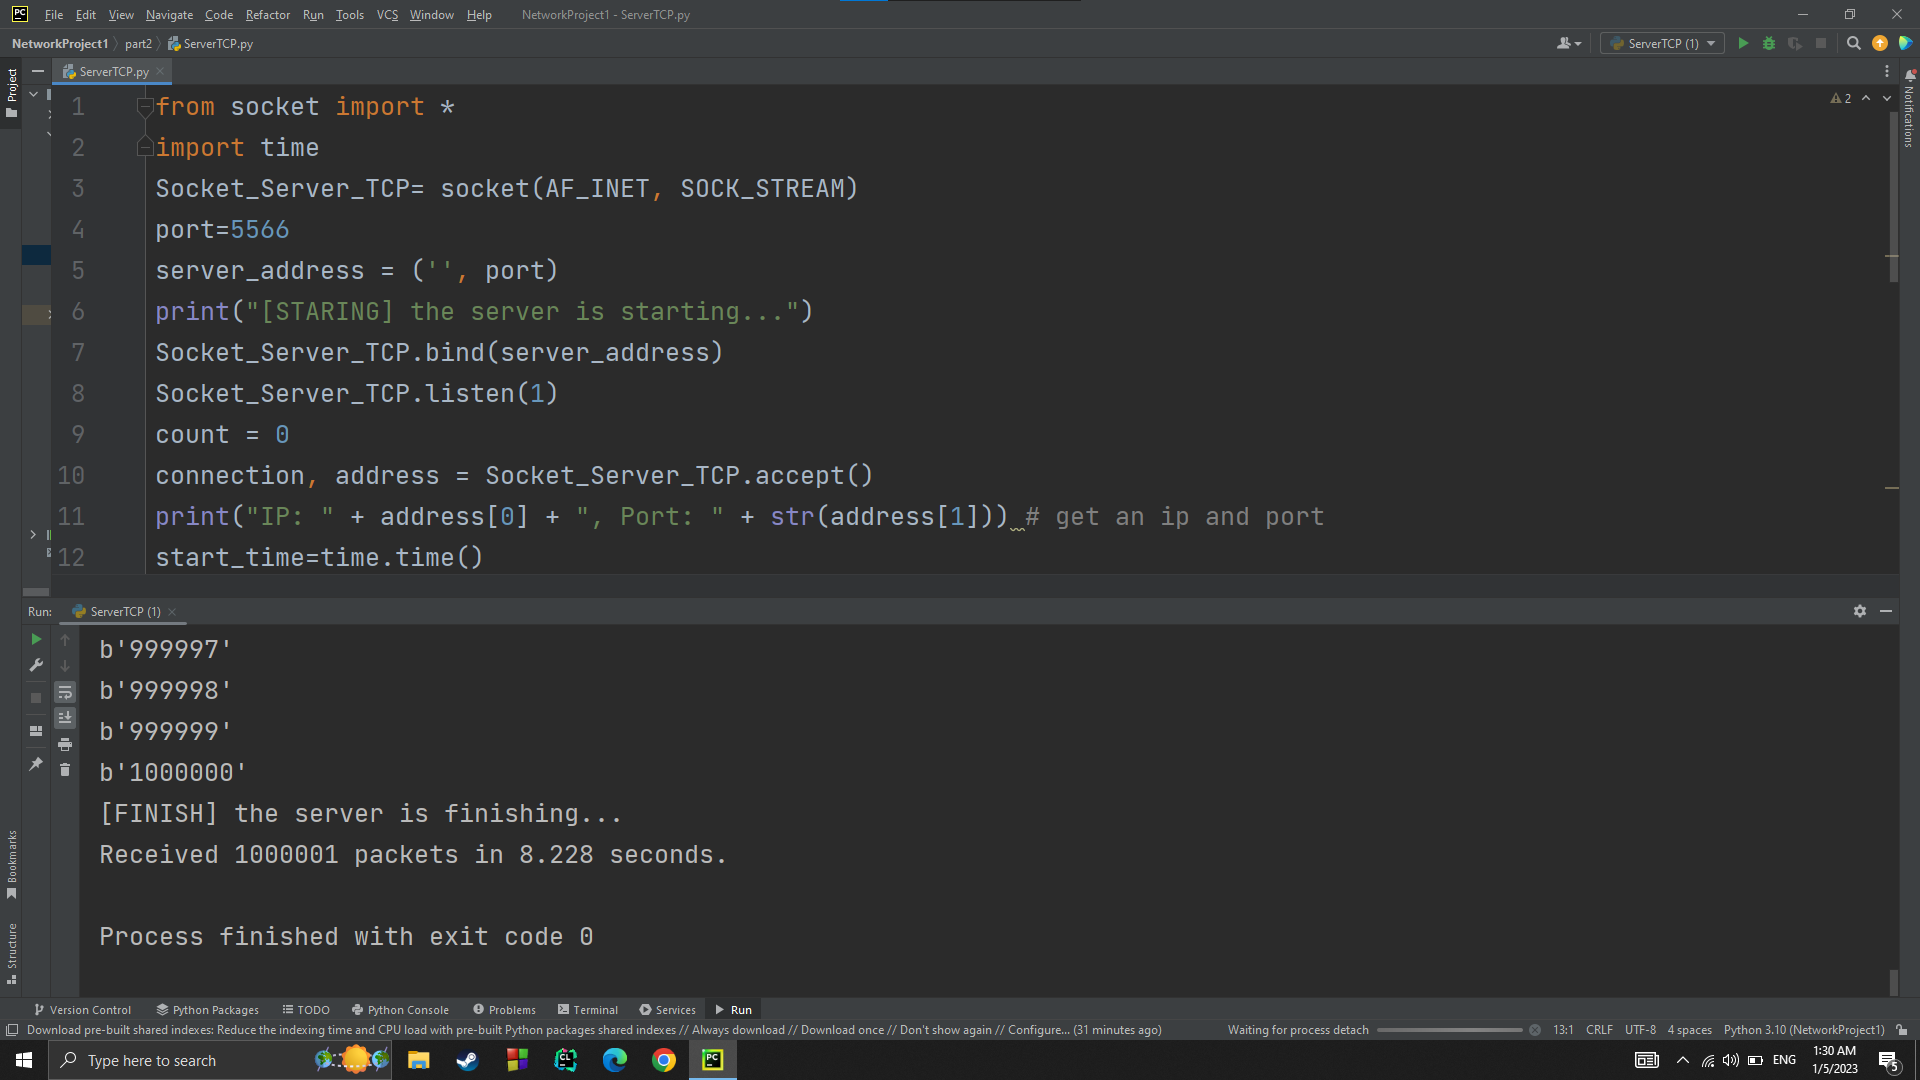 PC File Edit View Navigate Code Refactor Run Tools VCS Window Help NetworkProject1 - ServerTCP.py
NetworkProject1 part2 ServerTCP.py ServerTCP (1)
Project
ServerTCP.py
2
Notifications
1 from socket import *
2 import time
3 Socket_Server_TCP= socket(AF_INET, SOCK_STREAM)
4 port=5566
5 server_address = ('', port)
6 print("[STARING] the server is starting...")
7 Socket_Server_TCP.bind(server_address)
8 Socket_Server_TCP.listen(1)
9 count = 0
10 connection, address = Socket_Server_TCP.accept()
11 print("IP: " + address[0] + ", Port: " + str(address[1])) # get an ip and port
12 start_time=time.time()
Run: ServerTCP (1)
b'999997'
b'999998'
b'999999'
b'1000000'
[FINISH] the server is finishing...
Received 1000001 packets in 8.228 seconds.
Process finished with exit code 0
Bookmarks
Structure
Version Control Python Packages TODO Python Console Problems Terminal Services Run
Download pre-built shared indexes: Reduce the indexing time and CPU load with pre-built Python packages shared indexes // Always download // Download once // Don't show again // Configure... (31 minutes ago) Waiting for process detach 13:1 CRLF UTF-8 4 spaces Python 3.10 (NetworkProject1)
Type here to search CL PC ENG 1:30 AM
1/5/2023 5